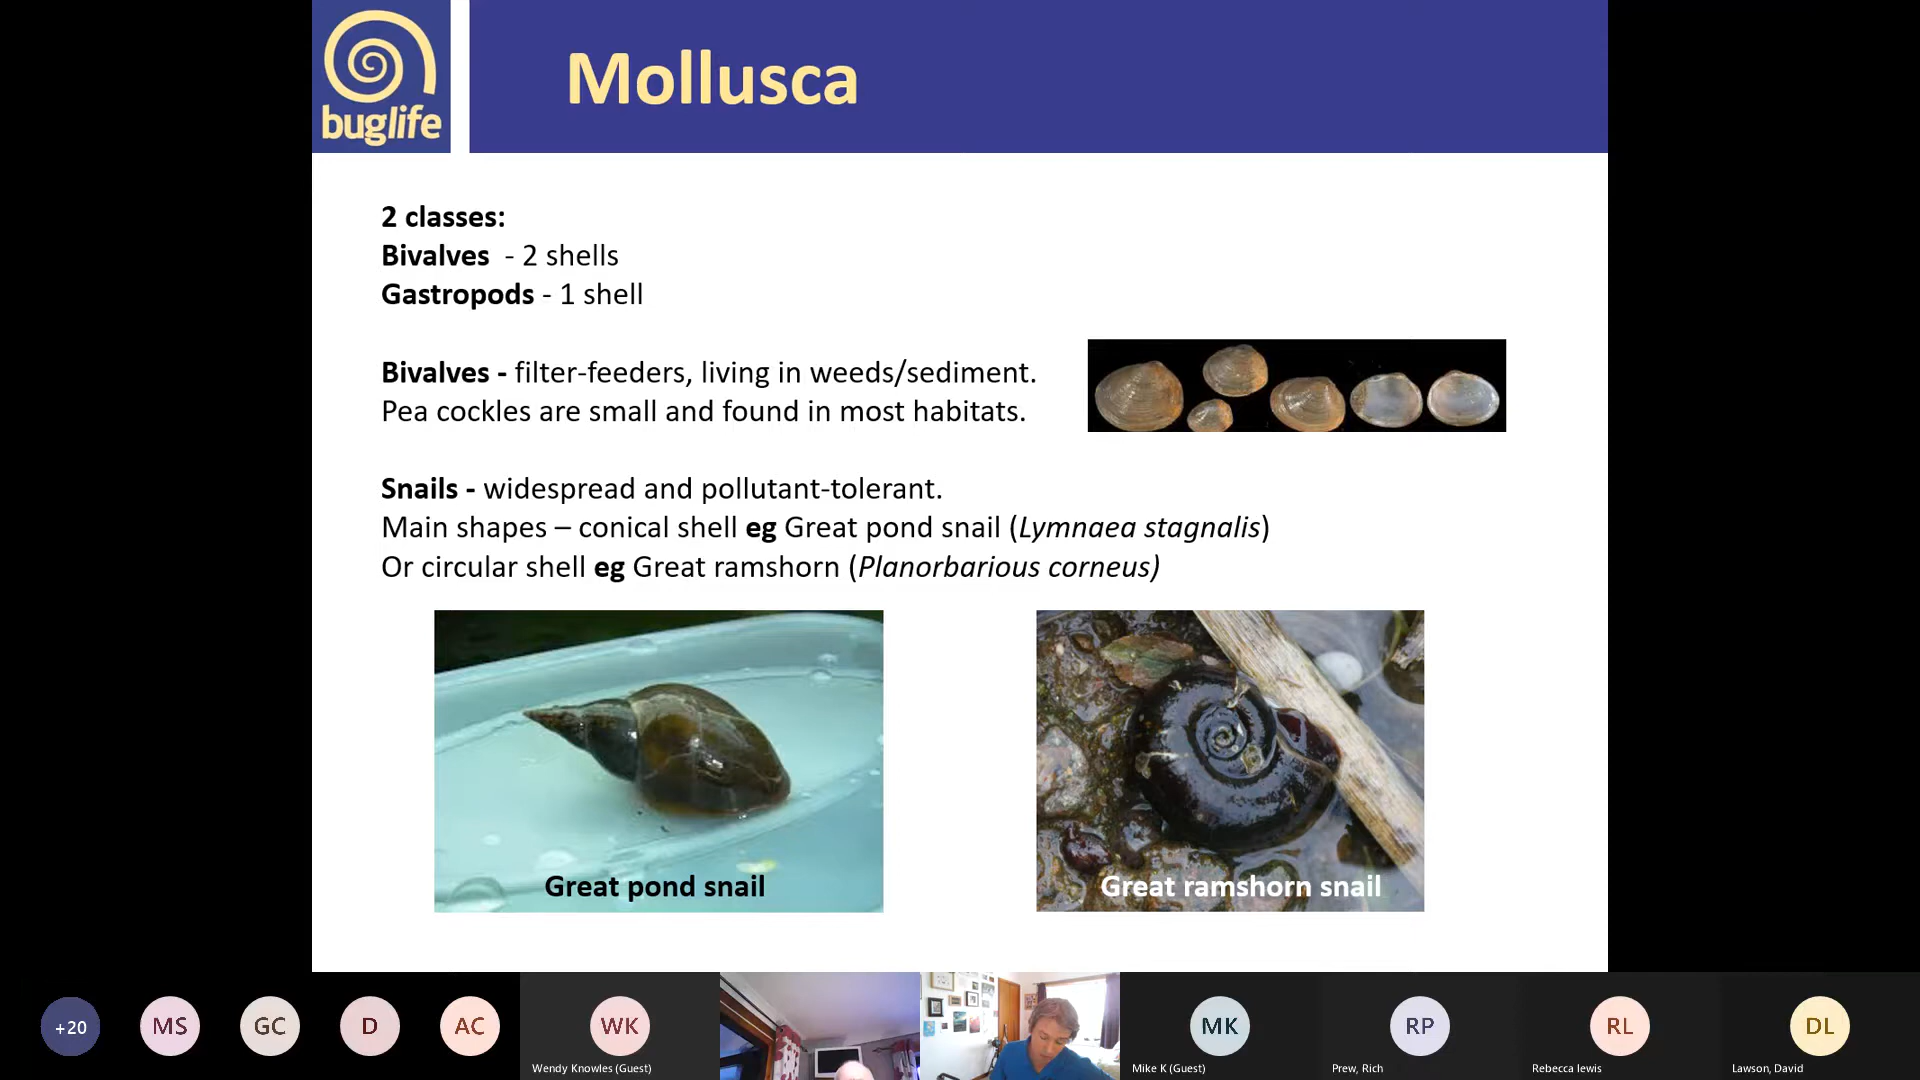 buglife
Mollusca
2 classes:
Bivalves - 2 shells
Gastropods - 1 shell
Bivalves - filter-feeders, living in weeds/sediment.
Pea cockles are small and found in most habitats.
Snails - widespread and pollutant-tolerant.
Main shapes – conical shell eg Great pond snail (Lymnaea stagnalis)
Or circular shell eg Great ramshorn (Planorbarious corneus)
Great pond snail
Great ramshorn snail
+20
MS
GC
D
AC
WK
MK
RP
RL
DL
Wendy Knowles (Guest)
Mike K (Guest)
Prew, Rich
Rebecca lewis
Lawson, David